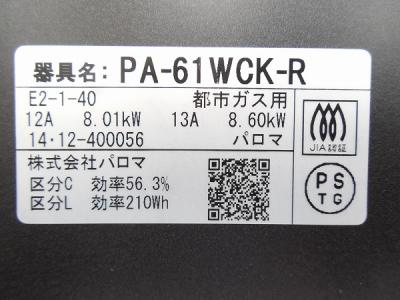 器具名: PA-61WCK-R
E2-1-40 都市ガス用
12A 8.01kW 13A 8.60kW
14・12-400056 パロマ
JIA認証
株式会社パロマ
区分C 効率56.3%
区分L 効率210Wh
PS
TG